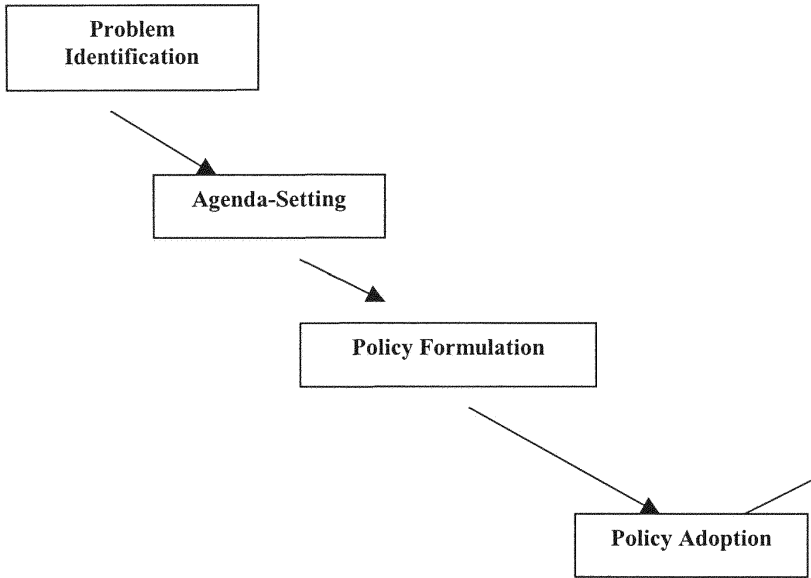 Problem
Identification
Agenda-Setting
Policy Formulation
Policy Adoption